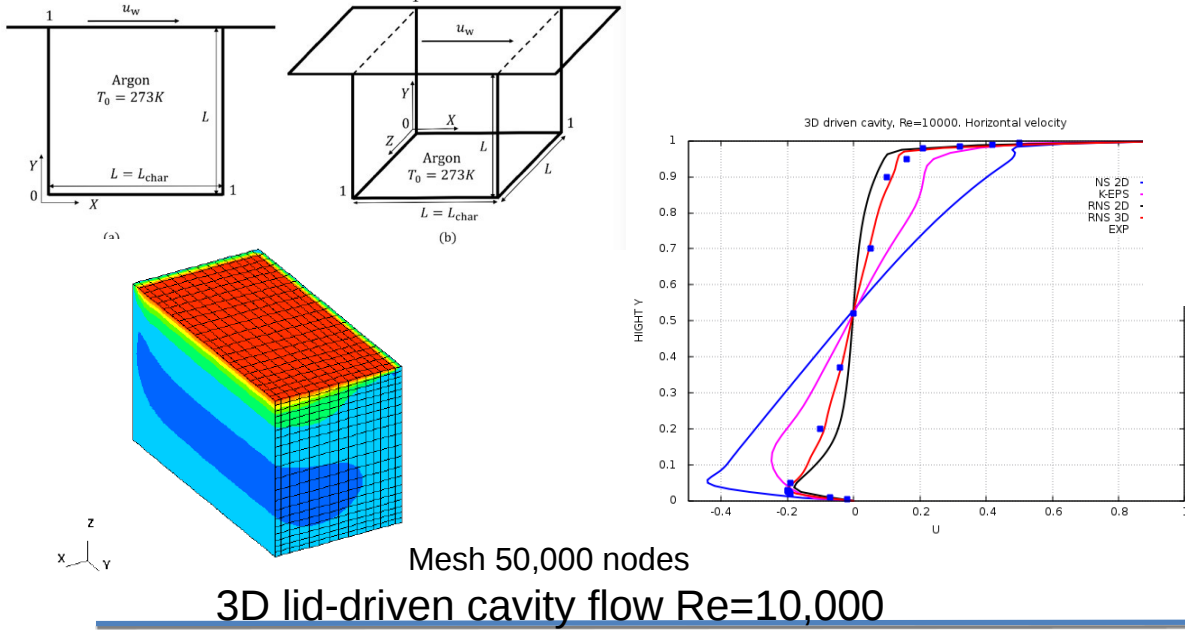 1
u_w
Argon
T_0 = 273K
L
Y
L = L_char
0
1
X
(a)
1
u_w
Y
0
X
1
Z
Argon
T_0 = 273K
L
L
1
L = L_char
(b)
3D driven cavity, Re=10000. Horizontal velocity
1
0.9
0.8
0.7
0.6
0.5
0.4
0.3
0.2
0.1
0
HIGHT Y
NS 2D
K-EPS
RNS 2D
RNS 3D
EXP
-0.4
-0.2
0
0.2
0.4
0.6
0.8
1
U
Z
X
Y
Mesh 50,000 nodes
3D lid-driven cavity flow Re=10,000